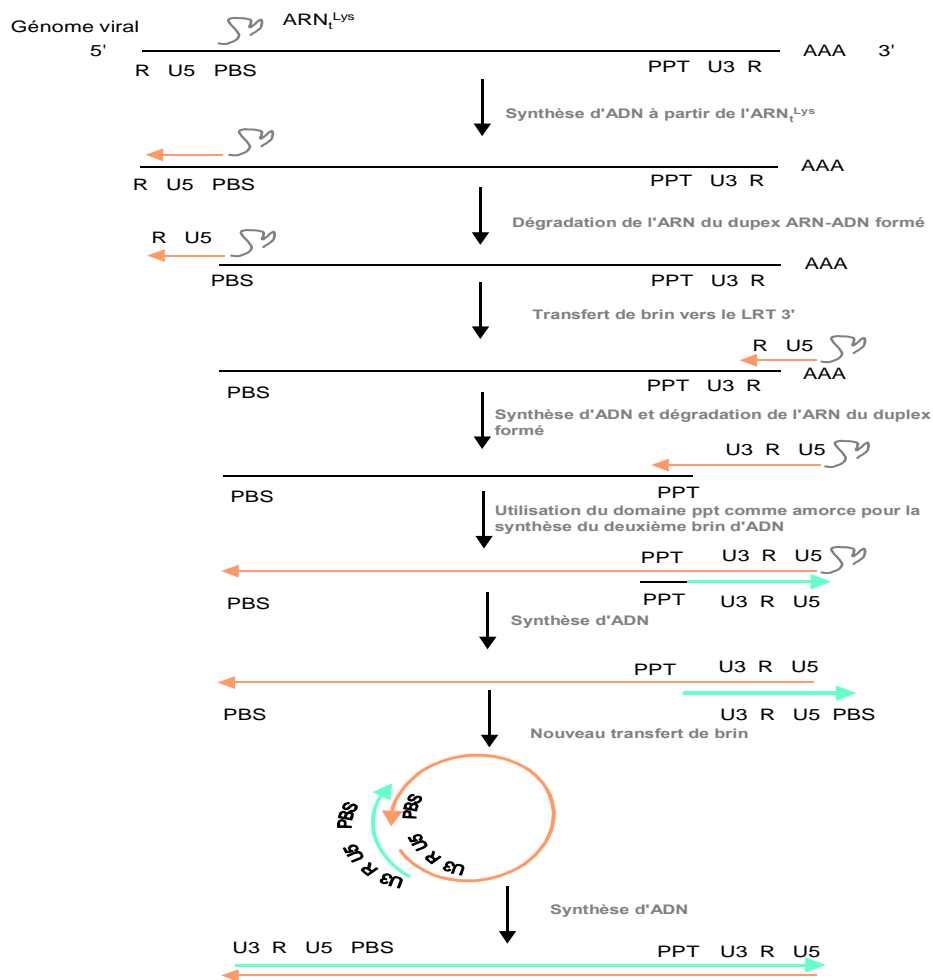 Génome viral
ARNtLys
5'
AAA 3'
R U5 PBS
PPT U3 R
Synthèse d'ADN à partir de l'ARNtLys
AAA
R U5 PBS
PPT U3 R
Dégradation de l'ARN du dupex ARN-ADN formé
R U5
AAA
PBS
PPT U3 R
Transfert de brin vers le LRT 3'
R U5
AAA
PBS
PPT U3 R
Synthèse d'ADN et dégradation de l'ARN du duplex
formé
U3 R U5
PBS
PPT
Utilisation du domaine ppt comme amorce pour la
synthèse du deuxième brin d'ADN
PPT U3 R U5
PBS
PPT U3 R U5
Synthèse d'ADN
PPT U3 R U5
PBS
U3 R U5 PBS
Nouveau transfert de brin
U3 R U5 PBS
U3 R U5 PBS
Synthèse d'ADN
U3 R U5 PBS
PPT U3 R U5